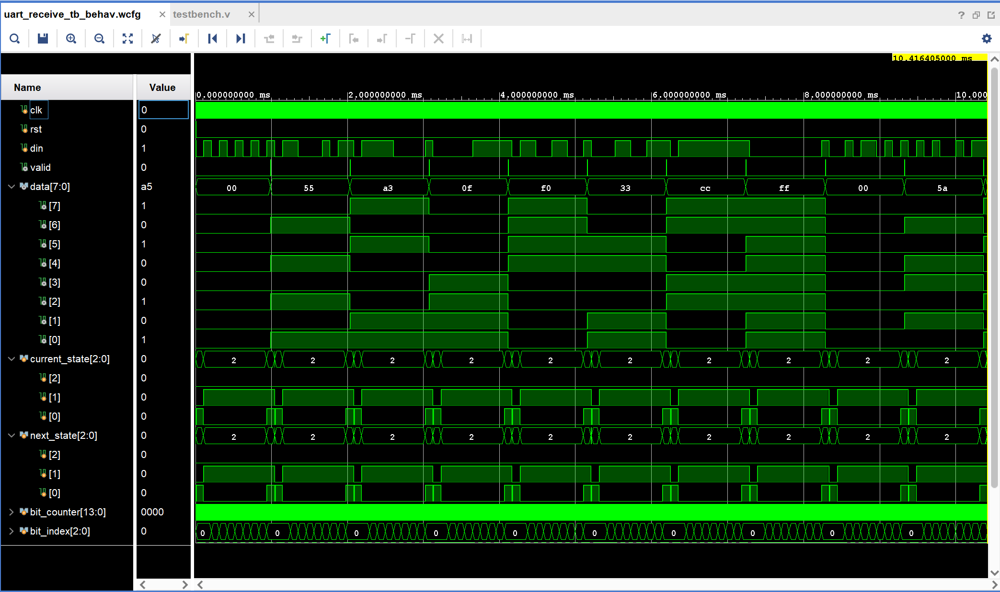 uart_receive_tb_behav.wcfg × testbench.v × ?
10.416405000 ms
Name Value
0.000000000 ms 2.000000000 ms 4.000000000 ms 6.000000000 ms 8.000000000 ms 10.000
clk 0
rst 0
din 1
valid 0
data[7:0] a5 00 55 a3 0f f0 33 cc ff 00 5a
[7] 1
[6] 0
[5] 1
[4] 0
[3] 0
[2] 1
[1] 0
[0] 1
current_state[2:0] 0 2 2 2 2 2 2 2 2 2 2
[2] 0
[1] 0
[0] 0
next_state[2:0] 0 2 2 2 2 2 2 2 2 2 2
[2] 0
[1] 0
[0] 0
bit_counter[13:0] 0000
bit_index[2:0] 0 0 0 0 0 0 0 0 0 0 0